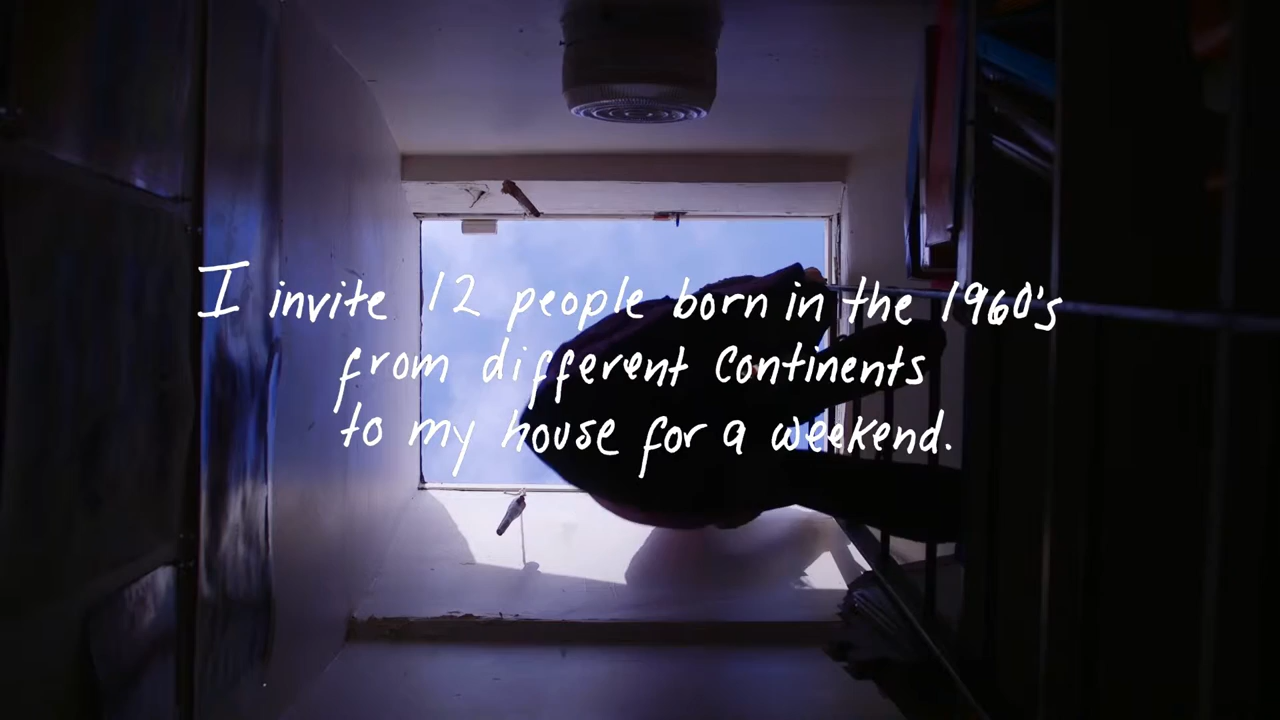 I invite 12 people born in the 1960's
from different continents
to my house for a weekend.